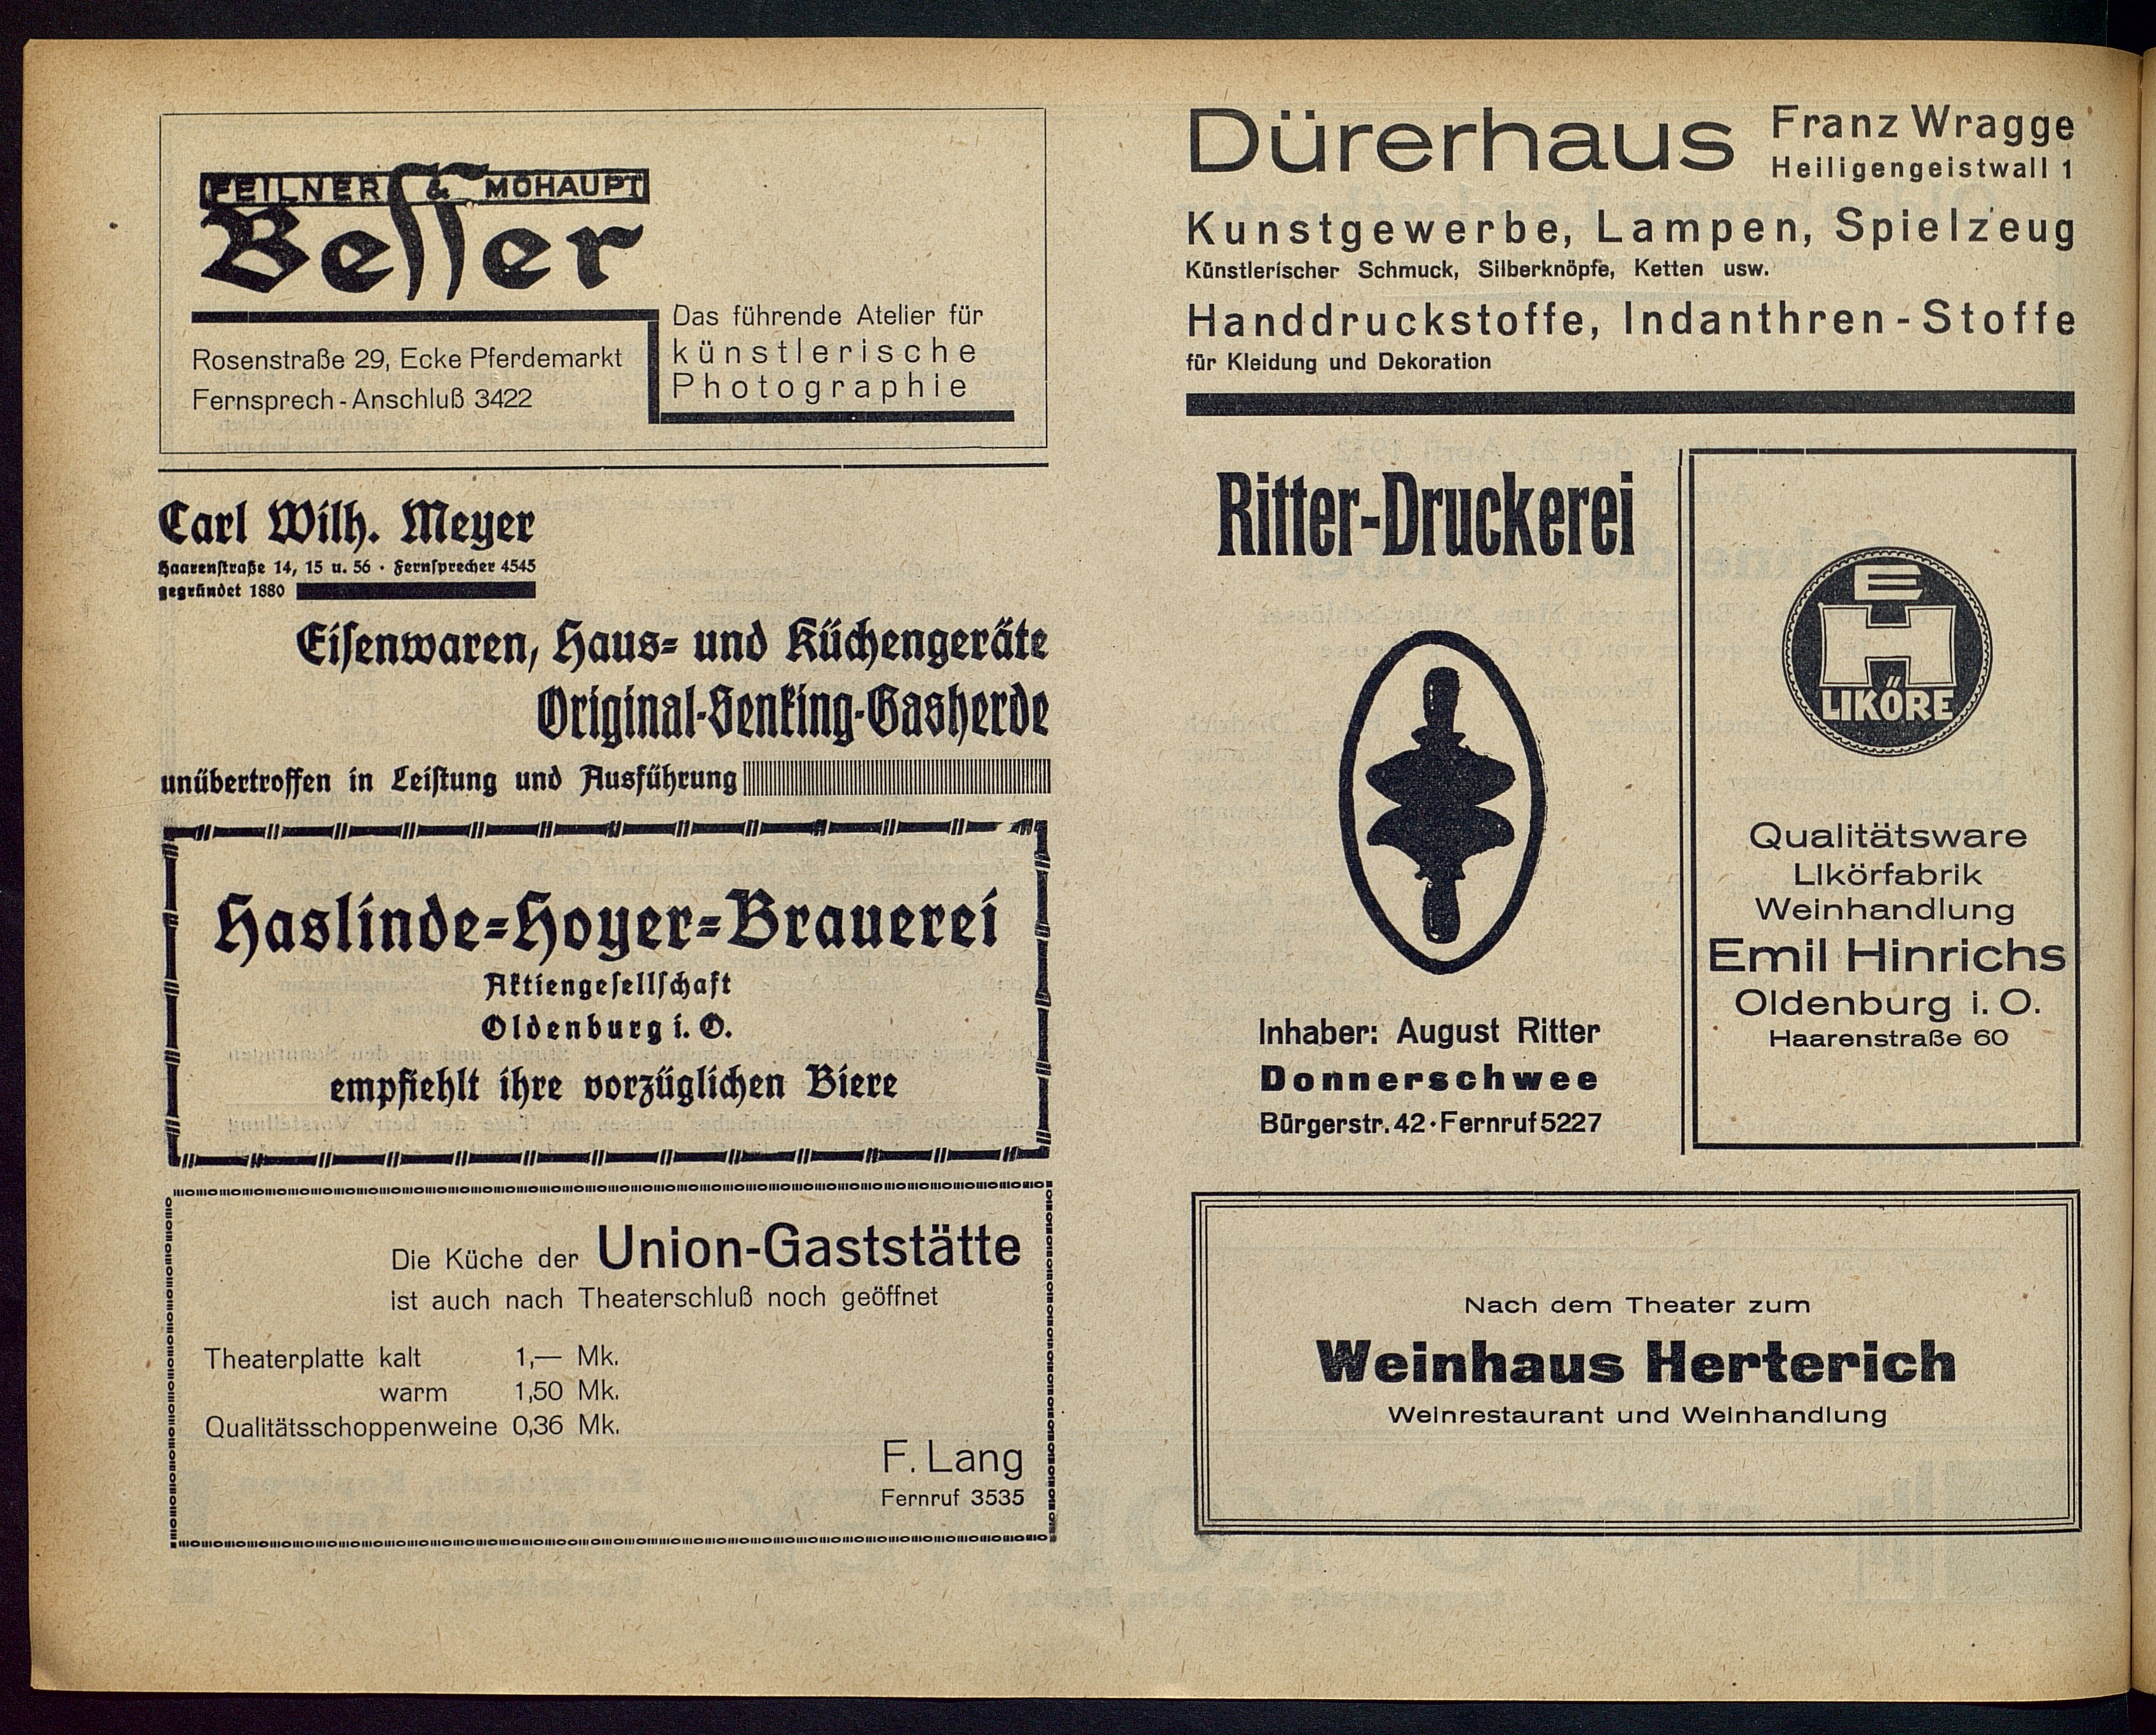 FEILNER & MOHAUPT
Besser
Rosenstraße 29, Ecke Pferdemarkt
Fernsprech-Anschluß 3422
Das führende Atelier für
künstlerische
Photographie
Carl Wilh. Meyer
Haarenstraße 14, 15 u. 56 · Fernsprecher 4545
gegründet 1880
Eisenwaren, Haus- und Küchengeräte
Original-Senking-Gasherde
unübertroffen in Leistung und Ausführung
Haslinde-Hoyer-Brauerei
Aktiengesellschaft
Oldenburg i. O.
empfiehlt ihre vorzüglichen Biere
Die Küche der Union-Gaststätte
ist auch nach Theaterschluß noch geöffnet
Theaterplatte kalt 1,— Mk.
warm 1,50 Mk.
Qualitätsschoppenweine 0,36 Mk.
F. Lang
Fernruf 3535
Dürerhaus Franz Wragge
Heiligengeistwall 1
Kunstgewerbe, Lampen, Spielzeug
Künstlerischer Schmuck, Silberknöpfe, Ketten usw.
Handdruckstoffe, Indanthren-Stoffe
für Kleidung und Dekoration
Ritter-Druckerei
Inhaber: August Ritter
Donnerschwee
Bürgerstr. 42 · Fernruf 5227
E
H
LIKÖRE
Qualitätsware
Likörfabrik
Weinhandlung
Emil Hinrichs
Oldenburg i. O.
Haarenstraße 60
Nach dem Theater zum
Weinhaus Herterich
Weinrestaurant und Weinhandlung